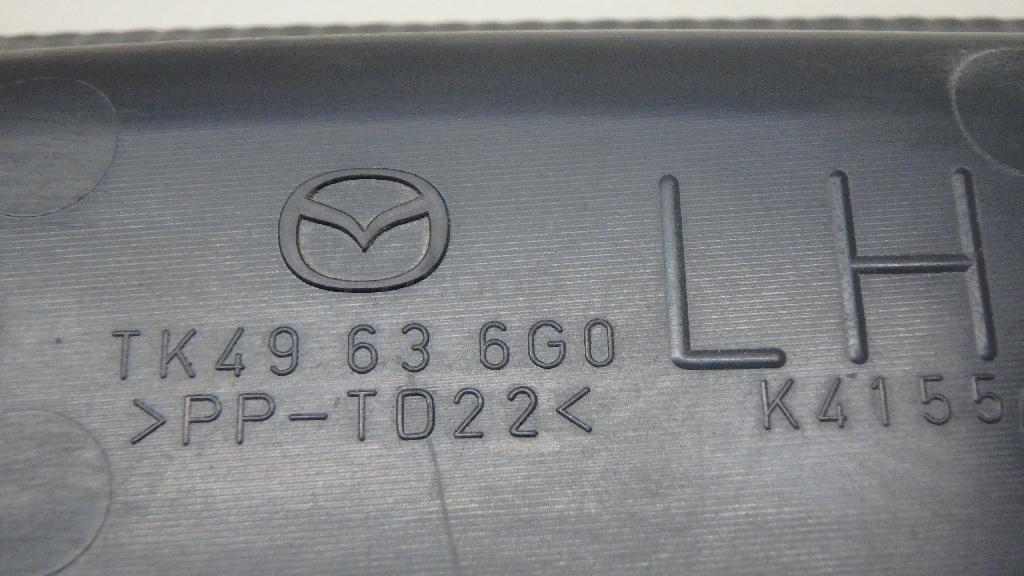 LH
TK49 63 6G0
>PP-TD22<
K4155